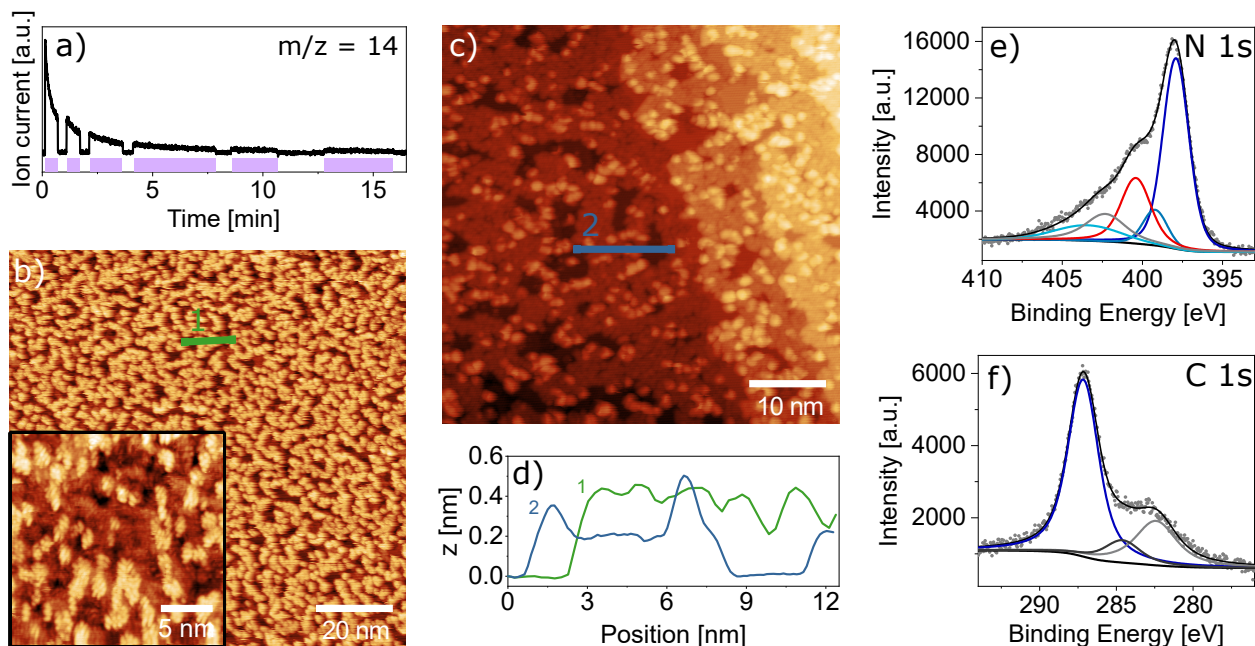 a)
m/z = 14
Ion current [a.u.]
0
5
10
15
Time [min]
b)
1
5 nm
20 nm
c)
2
10 nm
d)
1
2
z [nm]
0.6
0.4
0.2
0.0
0
3
6
9
12
Position [nm]
e)
N 1s
Intensity [a.u.]
16000
12000
8000
4000
410
405
400
395
Binding Energy [eV]
f)
C 1s
Intensity [a.u.]
6000
4000
2000
290
285
280
Binding Energy [eV]